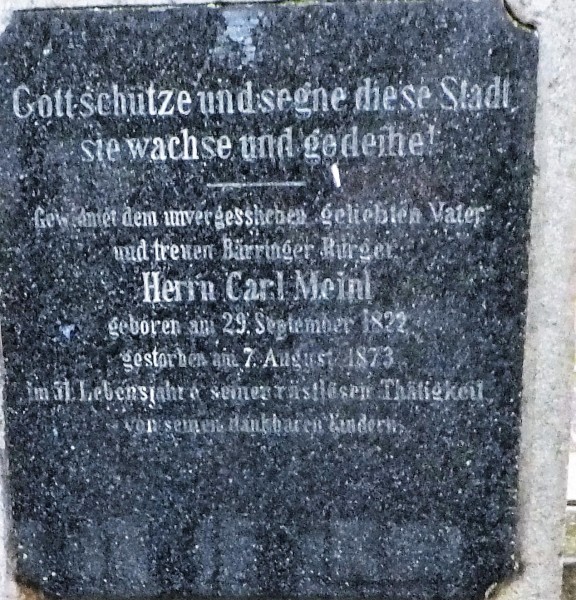 Gott schütze und segne diese Stadt,
sie wachse und gedeihe!
Gewidmet dem unvergesslichen geliebten Vater
und treuen Bärringer Bürger
Herrn Carl Meinl
geboren am 29. September 1822
gestorben am 7. August 1873
im 51. Lebensjahre seiner rastlosen Thätigkeit
von seinen dankbaren Kindern.